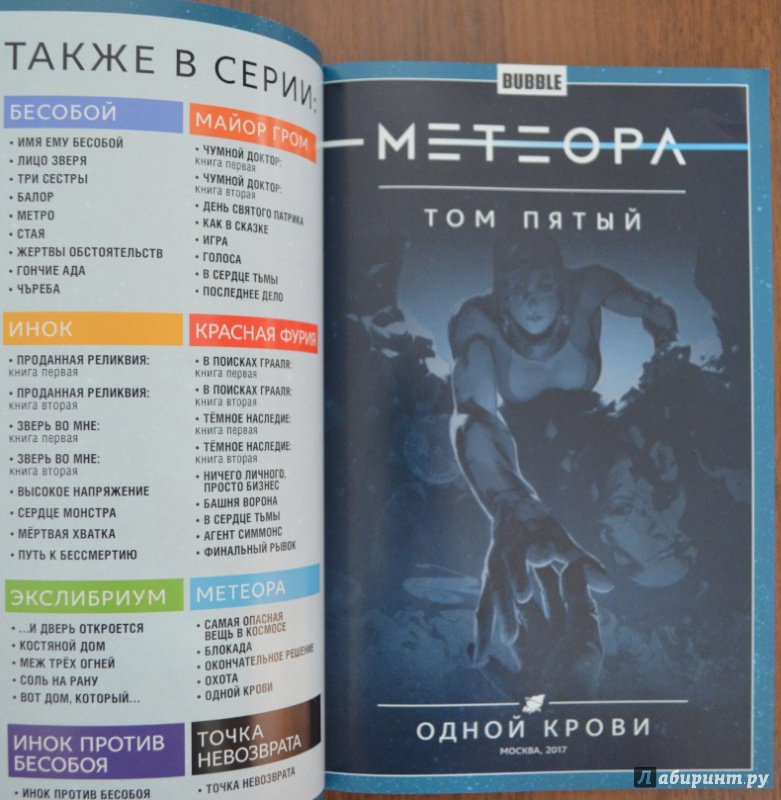 ТАКЖЕ В СЕРИИ:
БЕСОБОЙ
• ИМЯ ЕМУ БЕСОБОЙ
• ЛИЦО ЗВЕРЯ
• ТРИ СЕСТРЫ
• БАЛОР
• МЕТРО
• СТАЯ
• ЖЕРТВЫ ОБСТОЯТЕЛЬСТВ
• ГОНЧИЕ АДА
• ЧЪРЕБА
МАЙОР ГРОМ
• ЧУМНОЙ ДОКТОР:
книга первая
• ЧУМНОЙ ДОКТОР:
книга вторая
• ДЕНЬ СВЯТОГО ПАТРИКА
• КАК В СКАЗКЕ
• ИГРА
• ГОЛОСА
• В СЕРДЦЕ ТЬМЫ
• ПОСЛЕДНЕЕ ДЕЛО
ИНОК
• ПРОДАННАЯ РЕЛИКВИЯ:
книга первая
• ПРОДАННАЯ РЕЛИКВИЯ:
книга вторая
• ЗВЕРЬ ВО МНЕ:
книга первая
• ЗВЕРЬ ВО МНЕ:
книга вторая
• ВЫСОКОЕ НАПРЯЖЕНИЕ
• СЕРДЦЕ МОНСТРА
• МЁРТВАЯ ХВАТКА
• ПУТЬ К БЕССМЕРТИЮ
КРАСНАЯ ФУРИЯ
• В ПОИСКАХ ГРААЛЯ:
книга первая
• В ПОИСКАХ ГРААЛЯ:
книга вторая
• ТЁМНОЕ НАСЛЕДИЕ:
книга первая
• ТЁМНОЕ НАСЛЕДИЕ:
книга вторая
• НИЧЕГО ЛИЧНОГО,
ПРОСТО БИЗНЕС
• БАШНЯ ВОРОНА
• В СЕРДЦЕ ТЬМЫ
• АГЕНТ СИММОНС
• ФИНАЛЬНЫЙ РЫВОК
ЭКСЛИБРИУМ
• ...И ДВЕРЬ ОТКРОЕТСЯ
• КОСТЯНОЙ ДОМ
• МЕЖ ТРЁХ ОГНЕЙ
• СОЛЬ НА РАНУ
• ВОТ ДОМ, КОТОРЫЙ...
МЕТЕОРА
• САМАЯ ОПАСНАЯ
ВЕЩЬ В КОСМОСЕ
• БЛОКАДА
• ОКОНЧАТЕЛЬНОЕ РЕШЕНИЕ
• ОХОТА
• ОДНОЙ КРОВИ
ИНОК ПРОТИВ
БЕСОБОЯ
• ИНОК ПРОТИВ БЕСОБОЯ
ТОЧКА
НЕВОЗВРАТА
• ТОЧКА НЕВОЗВРАТА
BUBBLE
МЕТЕОРА
ТОМ ПЯТЫЙ
ОДНОЙ КРОВИ
МОСКВА, 2017
Лабиринт.ру